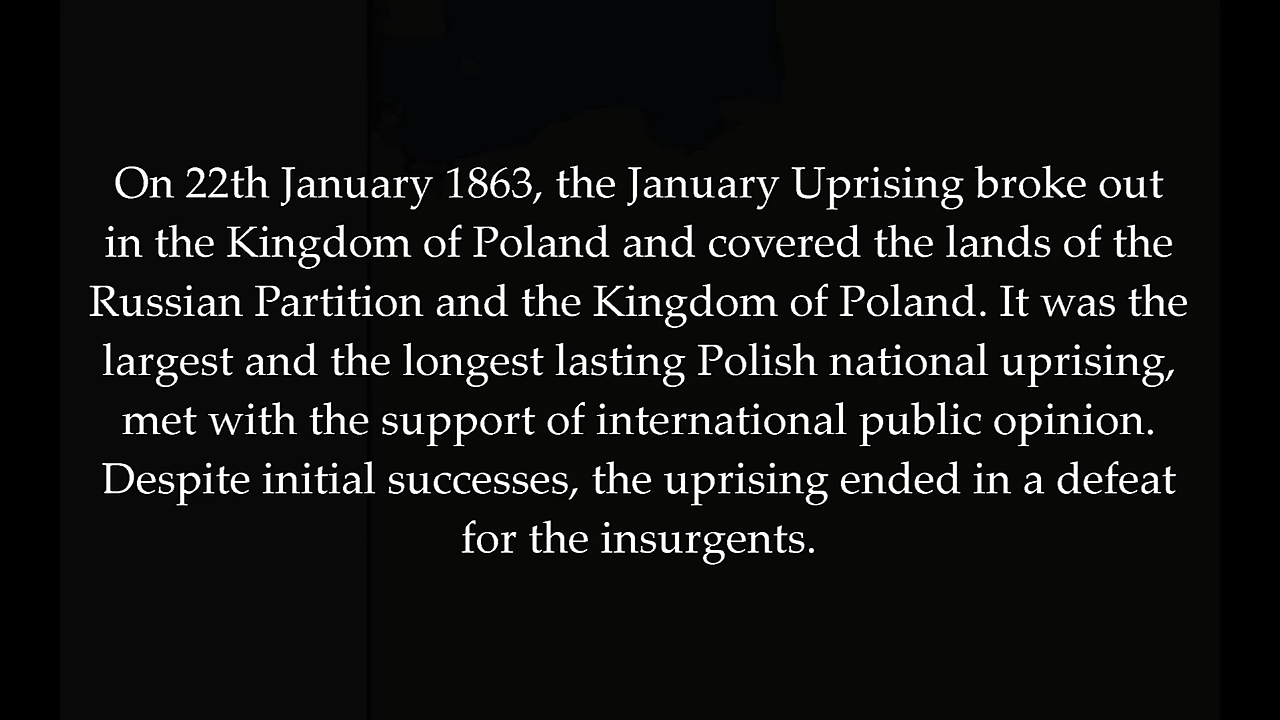 On 22th January 1863, the January Uprising broke out
in the Kingdom of Poland and covered the lands of the
Russian Partition and the Kingdom of Poland. It was the
largest and the longest lasting Polish national uprising,
met with the support of international public opinion.
Despite initial successes, the uprising ended in a defeat
for the insurgents.